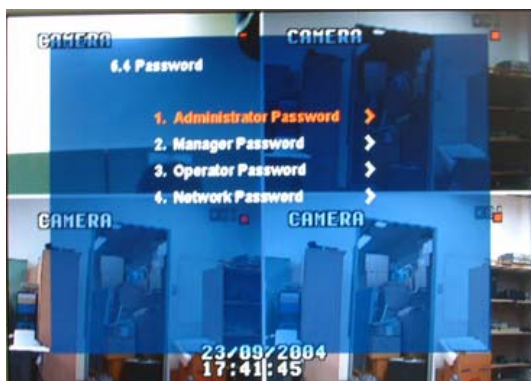 CAMERA
CAMERA
6.4 Password
1. Administrator Password >
2. Manager Password >
3. Operator Password >
4. Network Password >
CAMERA
CAMERA
23/09/2004
17:41:45